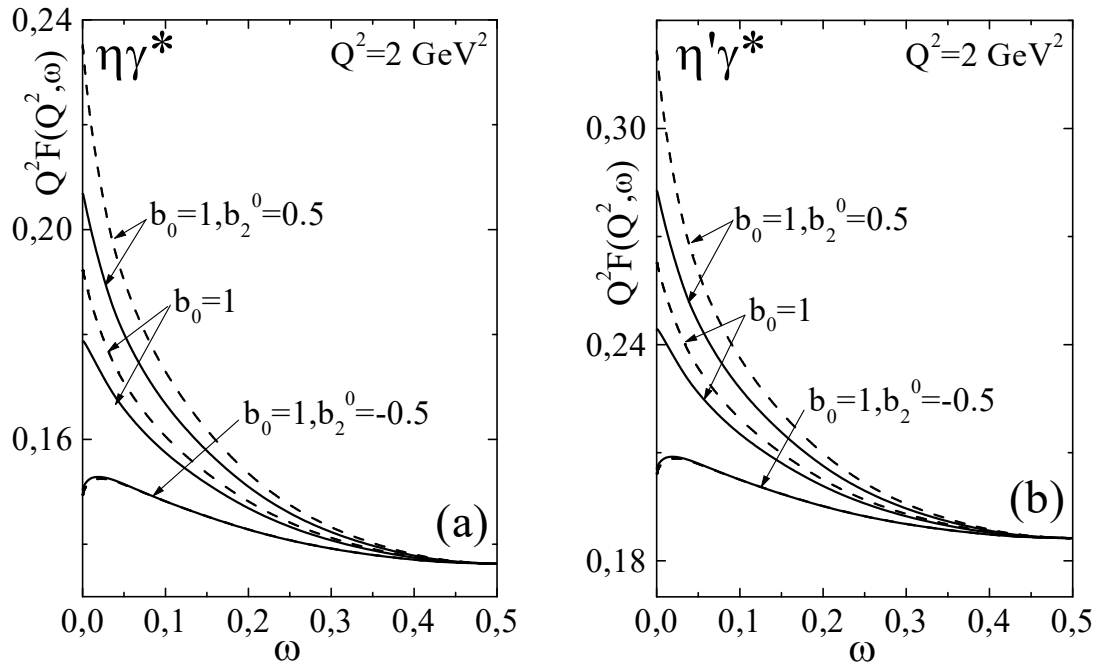 0,24
ηγ*
Q²=2 GeV²
Q²F(Q²,ω)
b₀=1,b₂⁰=0.5
0,20
b₀=1
b₀=1,b₂⁰=-0.5
0,16
(a)
0,0 0,1 0,2 0,3 0,4 0,5
ω
η'γ*
Q²=2 GeV²
0,30
Q²F(Q²,ω)
b₀=1,b₂⁰=0.5
b₀=1
0,24
b₀=1,b₂⁰=-0.5
(b)
0,18
0,0 0,1 0,2 0,3 0,4 0,5
ω